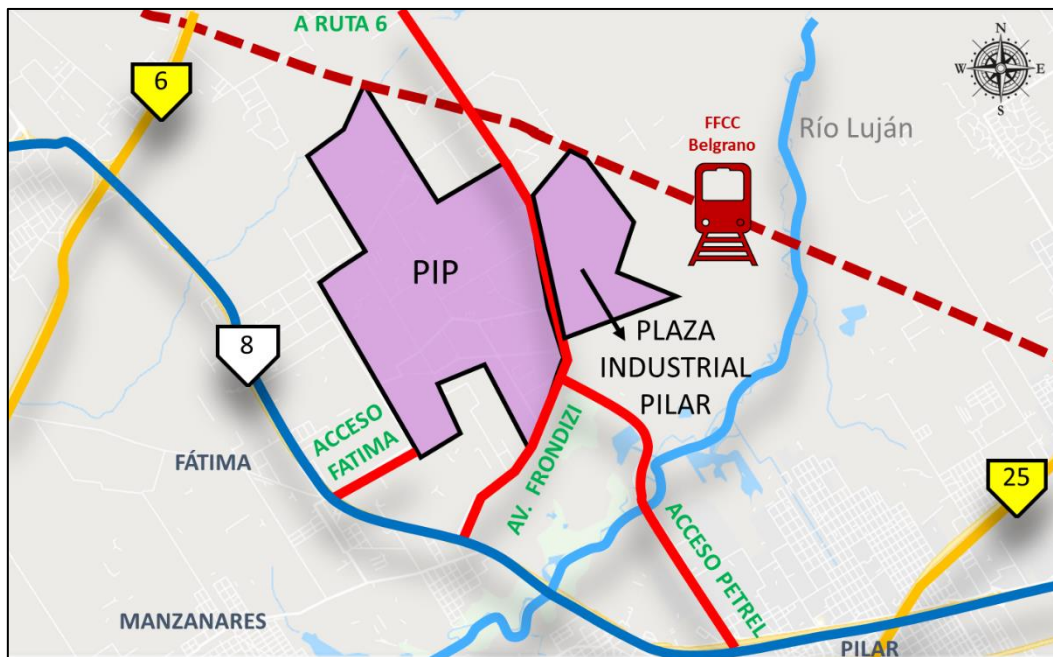 A RUTA 6
N
W E
S
6
FFCC
Belgrano
Río Luján
PIP
8
PLAZA
INDUSTRIAL
PILAR
ACCESO
FATIMA
AV. FRONDIZI
FÁTIMA
25
ACCESO PETREL
MANZANARES
PILAR